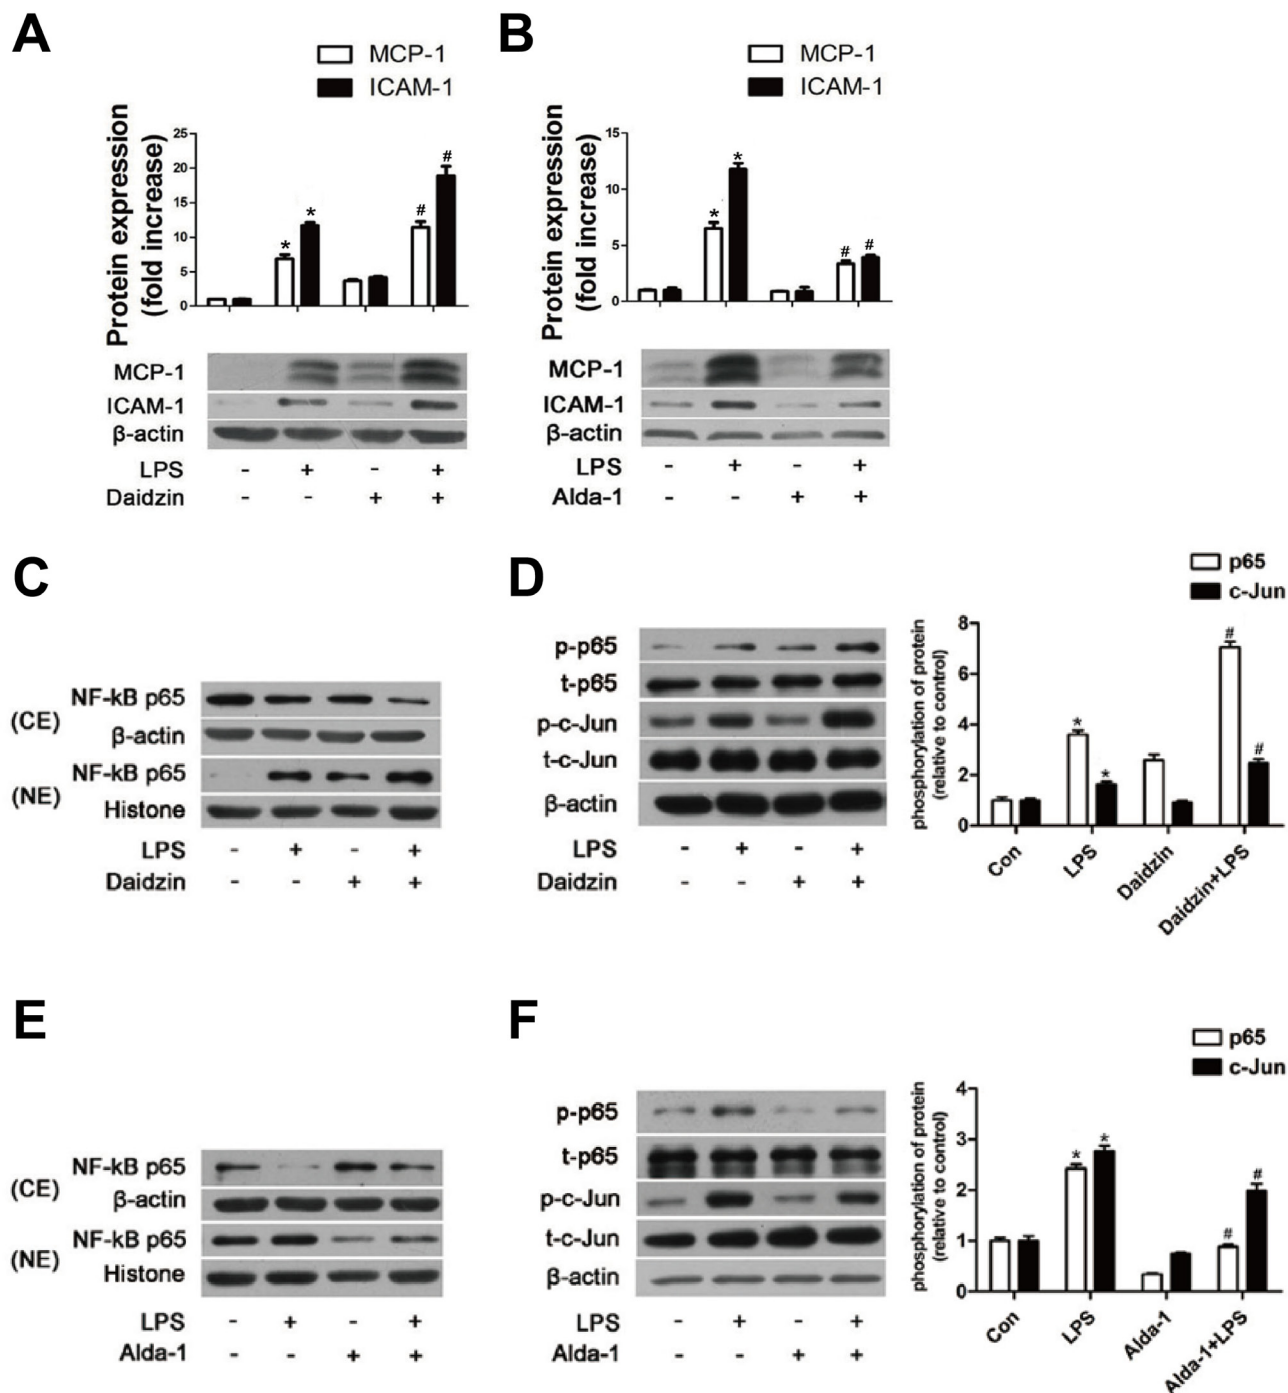 A
MCP-1
ICAM-1
Protein expression
(fold increase)
25
20
15
10
5
0
*
*
#
#
MCP-1
ICAM-1
β-actin
LPS - + - +
Daidzin - - + +
B
MCP-1
ICAM-1
Protein expression
(fold increase)
15
10
5
0
*
*
#
#
MCP-1
ICAM-1
β-actin
LPS - + - +
Alda-1 - - + +
C
(CE)
NF-kB p65
β-actin
(NE)
NF-kB p65
Histone
LPS - + - +
Daidzin - - + +
D
p-p65
t-p65
p-c-Jun
t-c-Jun
β-actin
LPS - + - +
Daidzin - - + +
p65
c-Jun
phosphorylation of protein
(relative to control)
8
6
4
2
0
*
*
#
#
Con
LPS
Daidzin
Daidzin+LPS
E
(CE)
NF-kB p65
β-actin
(NE)
NF-kB p65
Histone
LPS - + - +
Alda-1 - - + +
F
p-p65
t-p65
p-c-Jun
t-c-Jun
β-actin
LPS - + - +
Alda-1 - - + +
p65
c-Jun
phosphorylation of protein
(relative to control)
4
3
2
1
0
*
*
#
#
Con
LPS
Alda-1
Alda-1+LPS